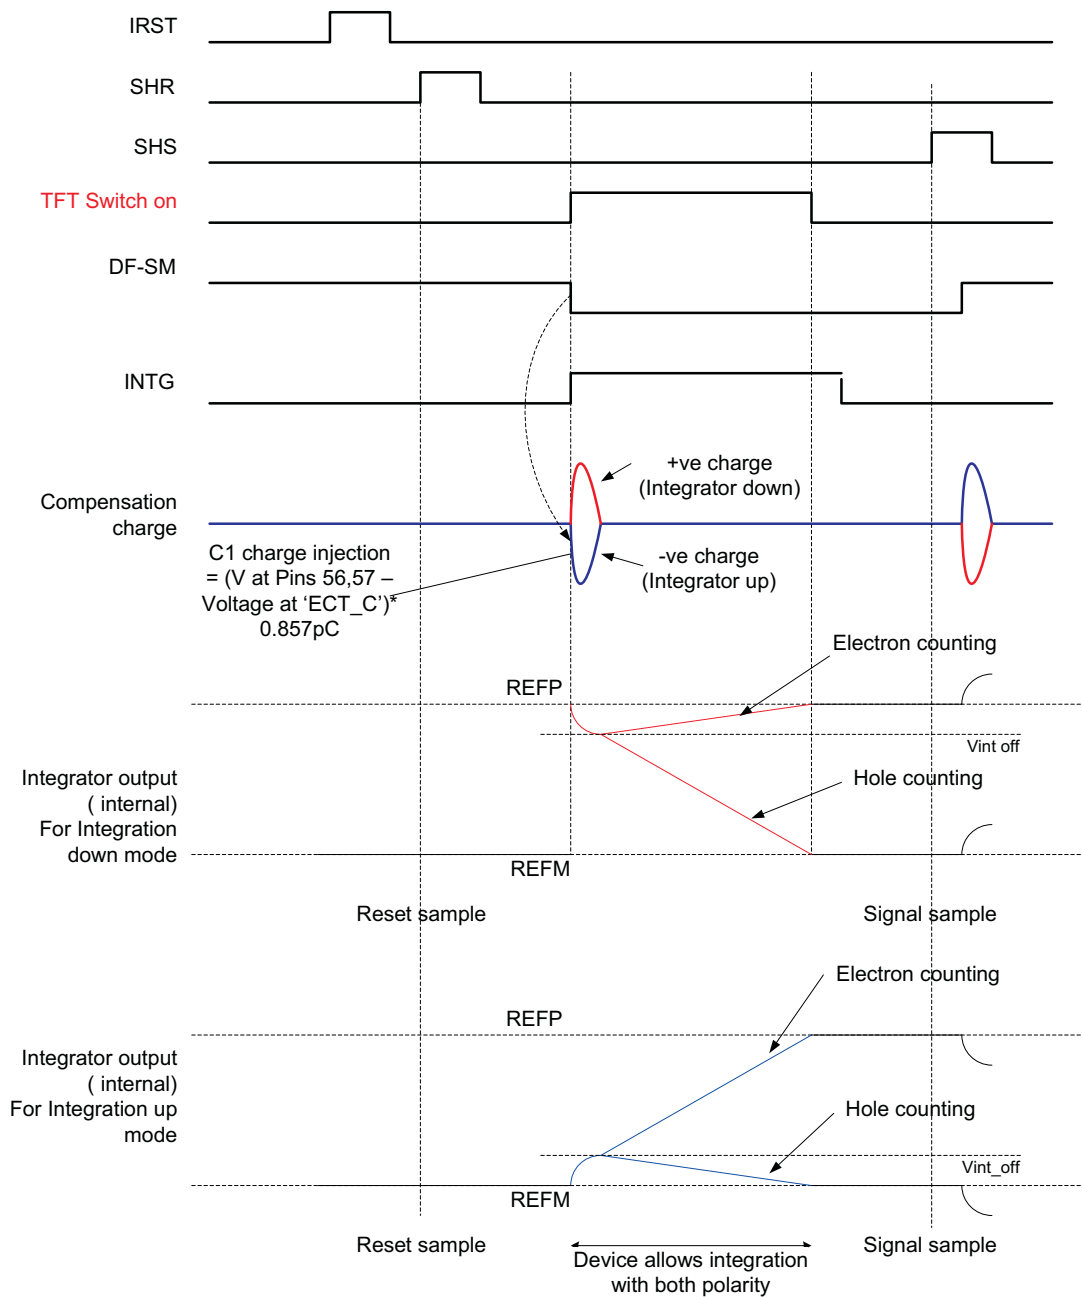 IRST
SHR
SHS
TFT Switch on
DF-SM
INTG
+ve charge
(Integrator down)
Compensation
charge
C1 charge injection
= (V at Pins 56,57 –
Voltage at ‘ECT_C’)*
0.857pC
-ve charge
(Integrator up)
Electron counting
REFP
Vint off
Integrator output
( internal)
For Integration
down mode
Hole counting
REFM
Reset sample
Signal sample
Electron counting
REFP
Integrator output
( internal)
For Integration up
mode
Hole counting
Vint_off
REFM
Reset sample
Signal sample
Device allows integration
with both polarity